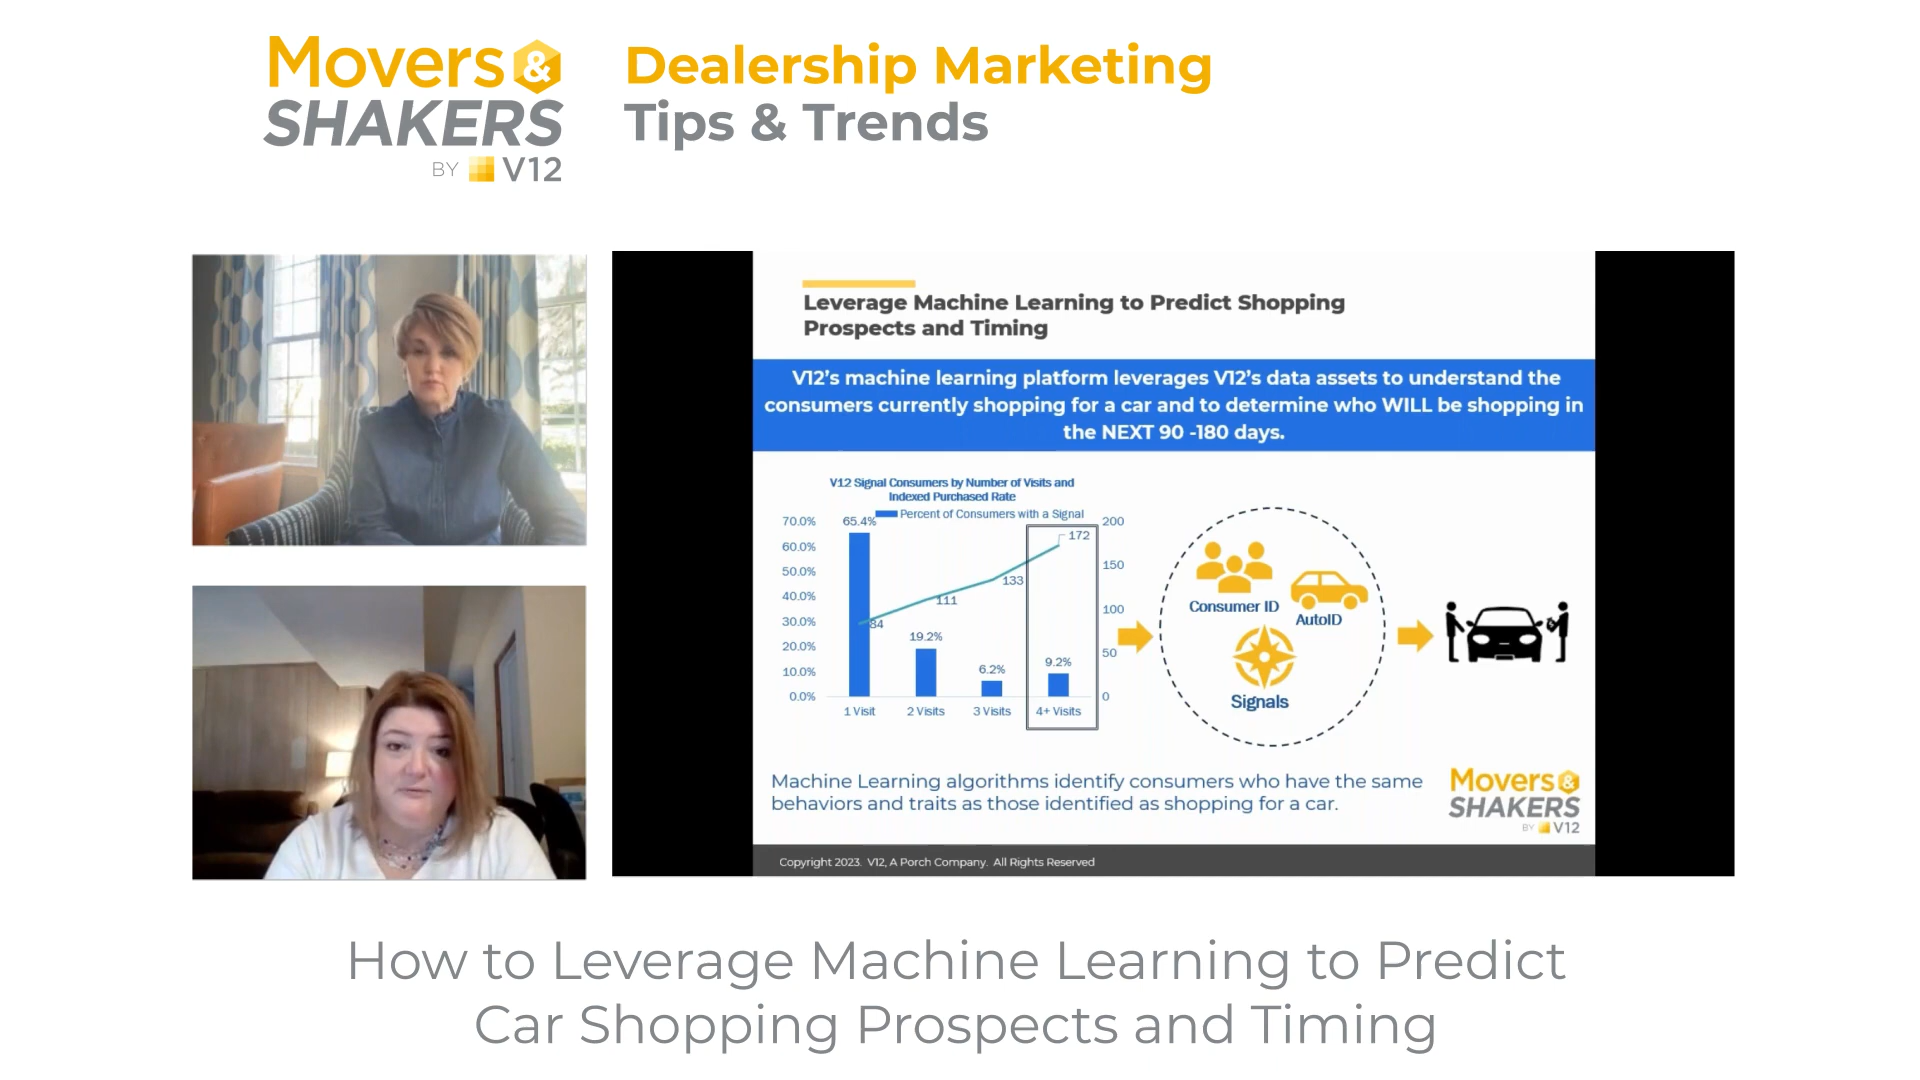 Movers &
SHAKERS
BY V12
Dealership Marketing
Tips & Trends
Leverage Machine Learning to Predict Shopping
Prospects and Timing
V12’s machine learning platform leverages V12’s data assets to understand the
consumers currently shopping for a car and to determine who WILL be shopping in
the NEXT 90 -180 days.
V12 Signal Consumers by Number of Visits and
Indexed Purchased Rate
Percent of Consumers with a Signal
70.0%
60.0%
50.0%
40.0%
30.0%
20.0%
10.0%
0.0%
65.4%
19.2%
6.2%
9.2%
84
111
133
172
200
150
100
50
0
1 Visit
2 Visits
3 Visits
4+ Visits
Consumer ID
AutoID
Signals
Machine Learning algorithms identify consumers who have the same
behaviors and traits as those identified as shopping for a car.
Movers &
SHAKERS
BY V12
Copyright 2023. V12, A Porch Company. All Rights Reserved
How to Leverage Machine Learning to Predict
Car Shopping Prospects and Timing